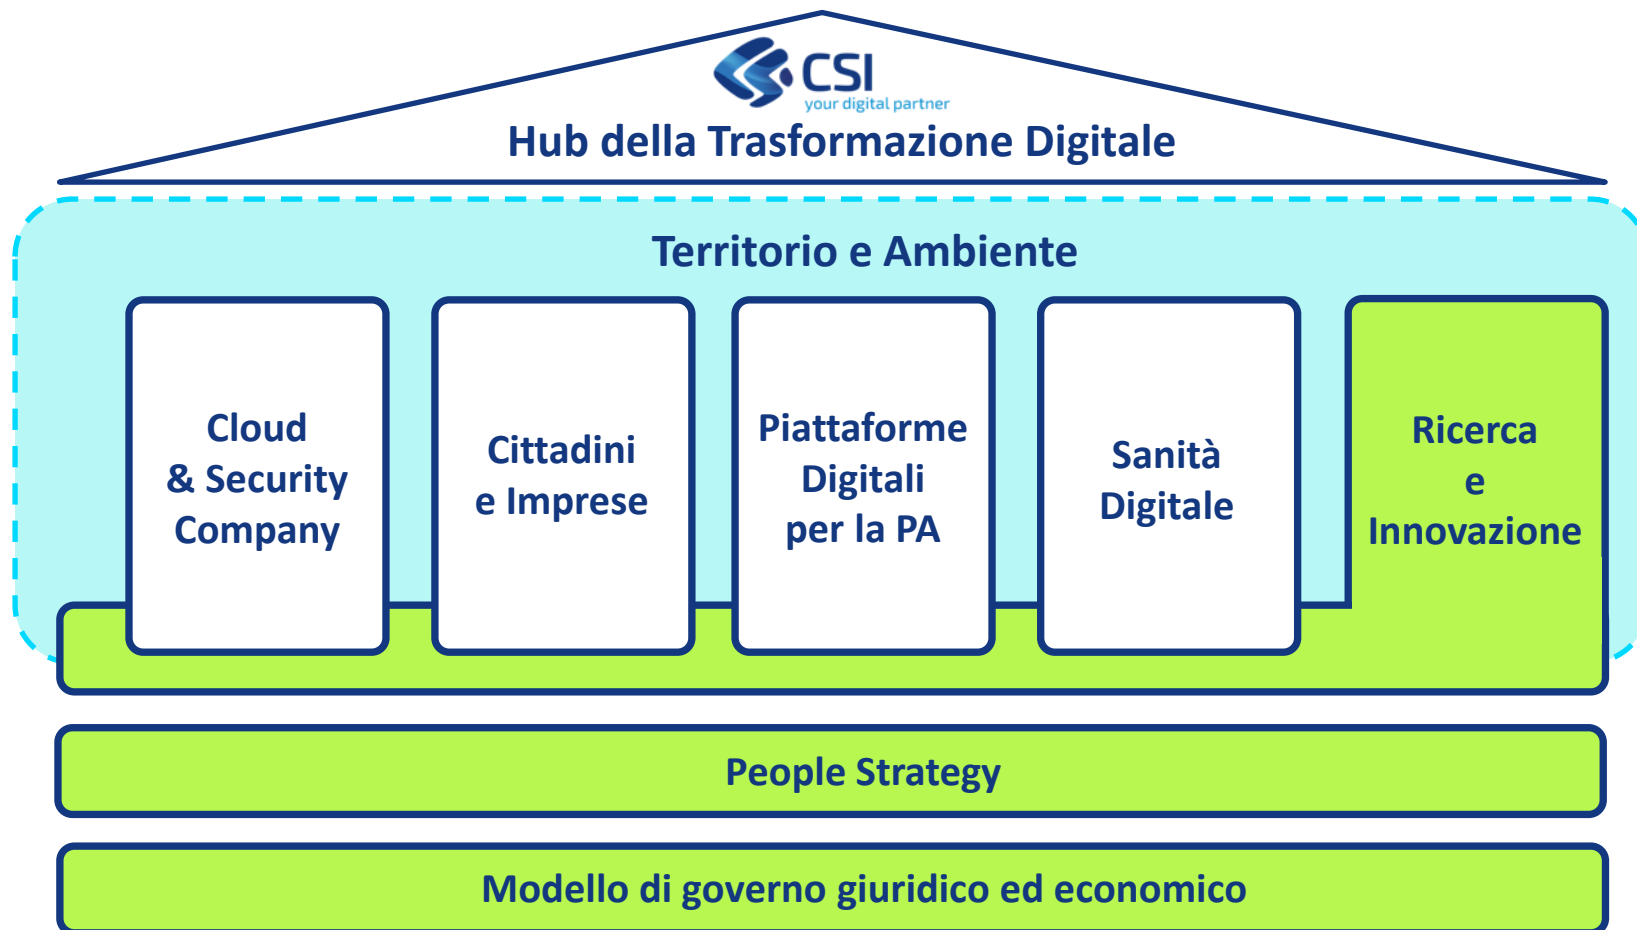 CSI
your digital partner
Hub della Trasformazione Digitale
Territorio e Ambiente
Cloud
& Security
Company
Cittadini
e Imprese
Piattaforme
Digitali
per la PA
Sanità
Digitale
Ricerca
e
Innovazione
People Strategy
Modello di governo giuridico ed economico